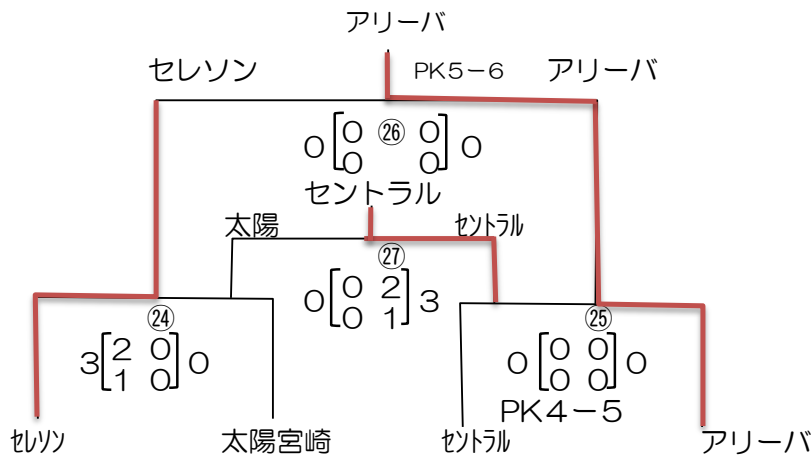 アリーバ
セレソン PK5-6 アリーバ
0 [0 ㉖ 0] 0
0 0
セントラル
太陽 セントラル
㉗
0 [0 2] 3
0 1
㉔ ㉕
3 [2 0] 0 0 [0 0] 0
1 0 0 0
PK4-5
セレソン 太陽宮崎 セントラル アリーバ